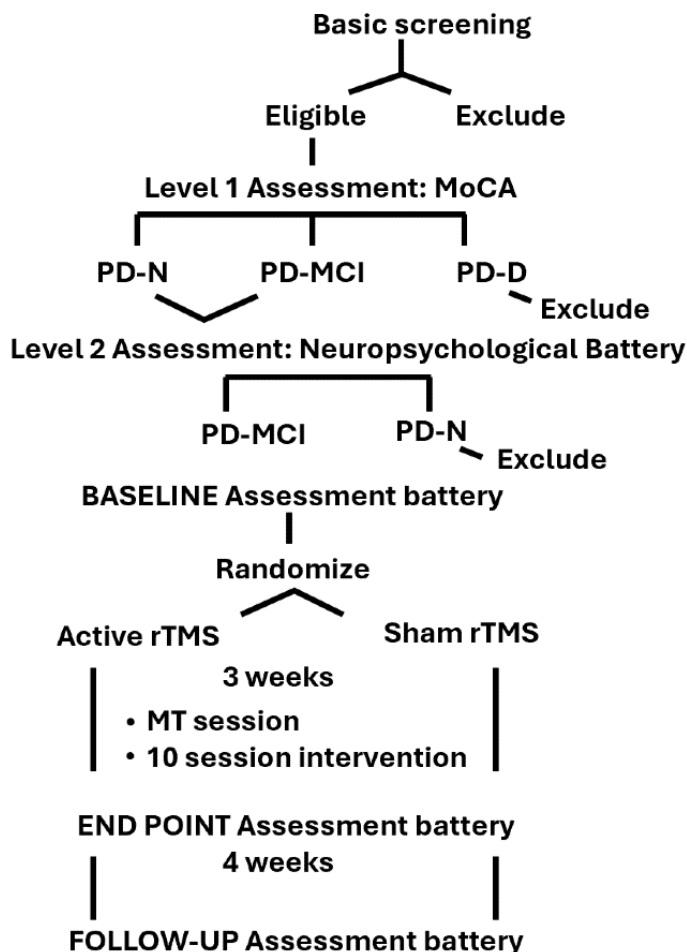 Basic screening
Eligible Exclude
Level 1 Assessment: MoCA
PD-N PD-MCI PD-D
Exclude
Level 2 Assessment: Neuropsychological Battery
PD-MCI PD-N
Exclude
BASELINE Assessment battery
Randomize
Active rTMS Sham rTMS
3 weeks
• MT session
• 10 session intervention
END POINT Assessment battery
4 weeks
FOLLOW-UP Assessment battery